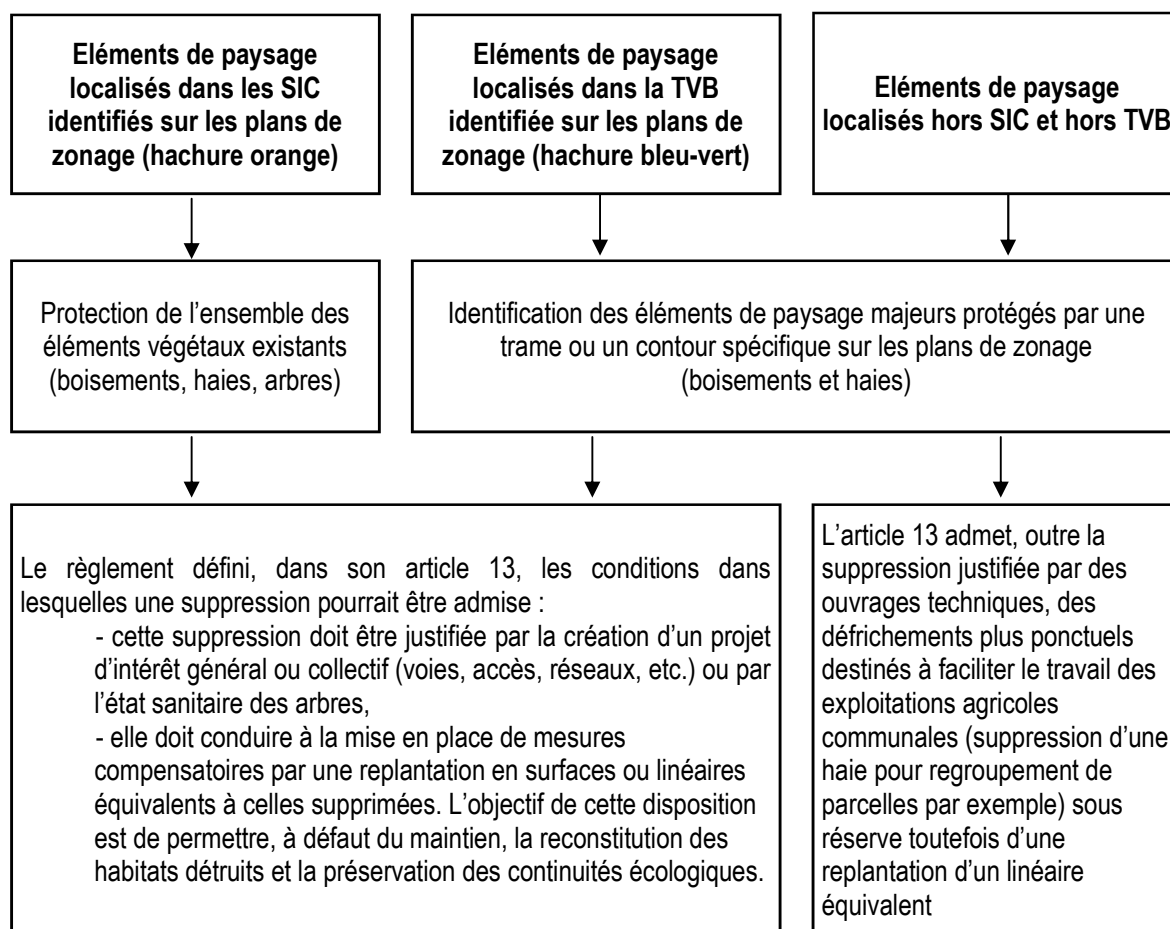 Eléments de paysage
localisés dans les SIC
identifiés sur les plans de
zonage (hachure orange)
Eléments de paysage
localisés dans la TVB
identifiée sur les plans de
zonage (hachure bleu-vert)
Eléments de paysage
localisés hors SIC et hors TVB
Protection de l’ensemble des
éléments végétaux existants
(boisements, haies, arbres)
Identification des éléments de paysage majeurs protégés par une
trame ou un contour spécifique sur les plans de zonage
(boisements et haies)
Le règlement défini, dans son article 13, les conditions dans
lesquelles une suppression pourrait être admise :
- cette suppression doit être justifiée par la création d’un projet
d’intérêt général ou collectif (voies, accès, réseaux, etc.) ou par
l’état sanitaire des arbres,
- elle doit conduire à la mise en place de mesures
compensatoires par une replantation en surfaces ou linéaires
équivalents à celles supprimées. L’objectif de cette disposition
est de permettre, à défaut du maintien, la reconstitution des
habitats détruits et la préservation des continuités écologiques.
L’article 13 admet, outre la
suppression justifiée par des
ouvrages techniques, des
défrichements plus ponctuels
destinés à faciliter le travail des
exploitations agricoles
communales (suppression d’une
haie pour regroupement de
parcelles par exemple) sous
réserve toutefois d’une
replantation d’un linéaire
équivalent